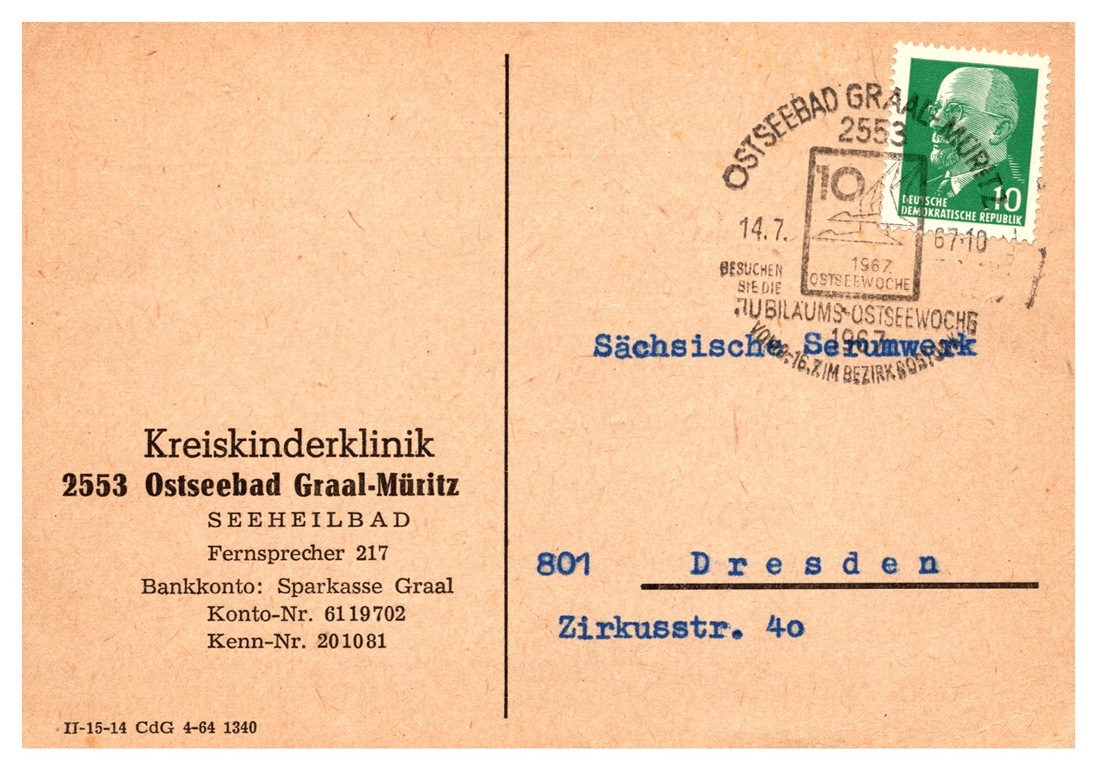 Kreiskinderklinik
2553 Ostseebad Graal-Müritz
SEEHEILBAD
Fernsprecher 217
Bankkonto: Sparkasse Graal
Konto-Nr. 6119702
Kenn-Nr. 201081
II-15-14 CdG 4-64 1340
OSTSEEBAD GRAAL-MÜRITZ
2553
10
14.7. 67-10
1967
OSTSEEWOCHE
BESUCHEN
SIE DIE
JUBILÄUMS-OSTSEEWOCHE
1967
VOM 9.-16.7. IM BEZIRK ROSTOCK
DEUTSCHE
DEMOKRATISCHE REPUBLIK
10
Sächsische Serumwerk
801 Dresden
Zirkusstr. 40